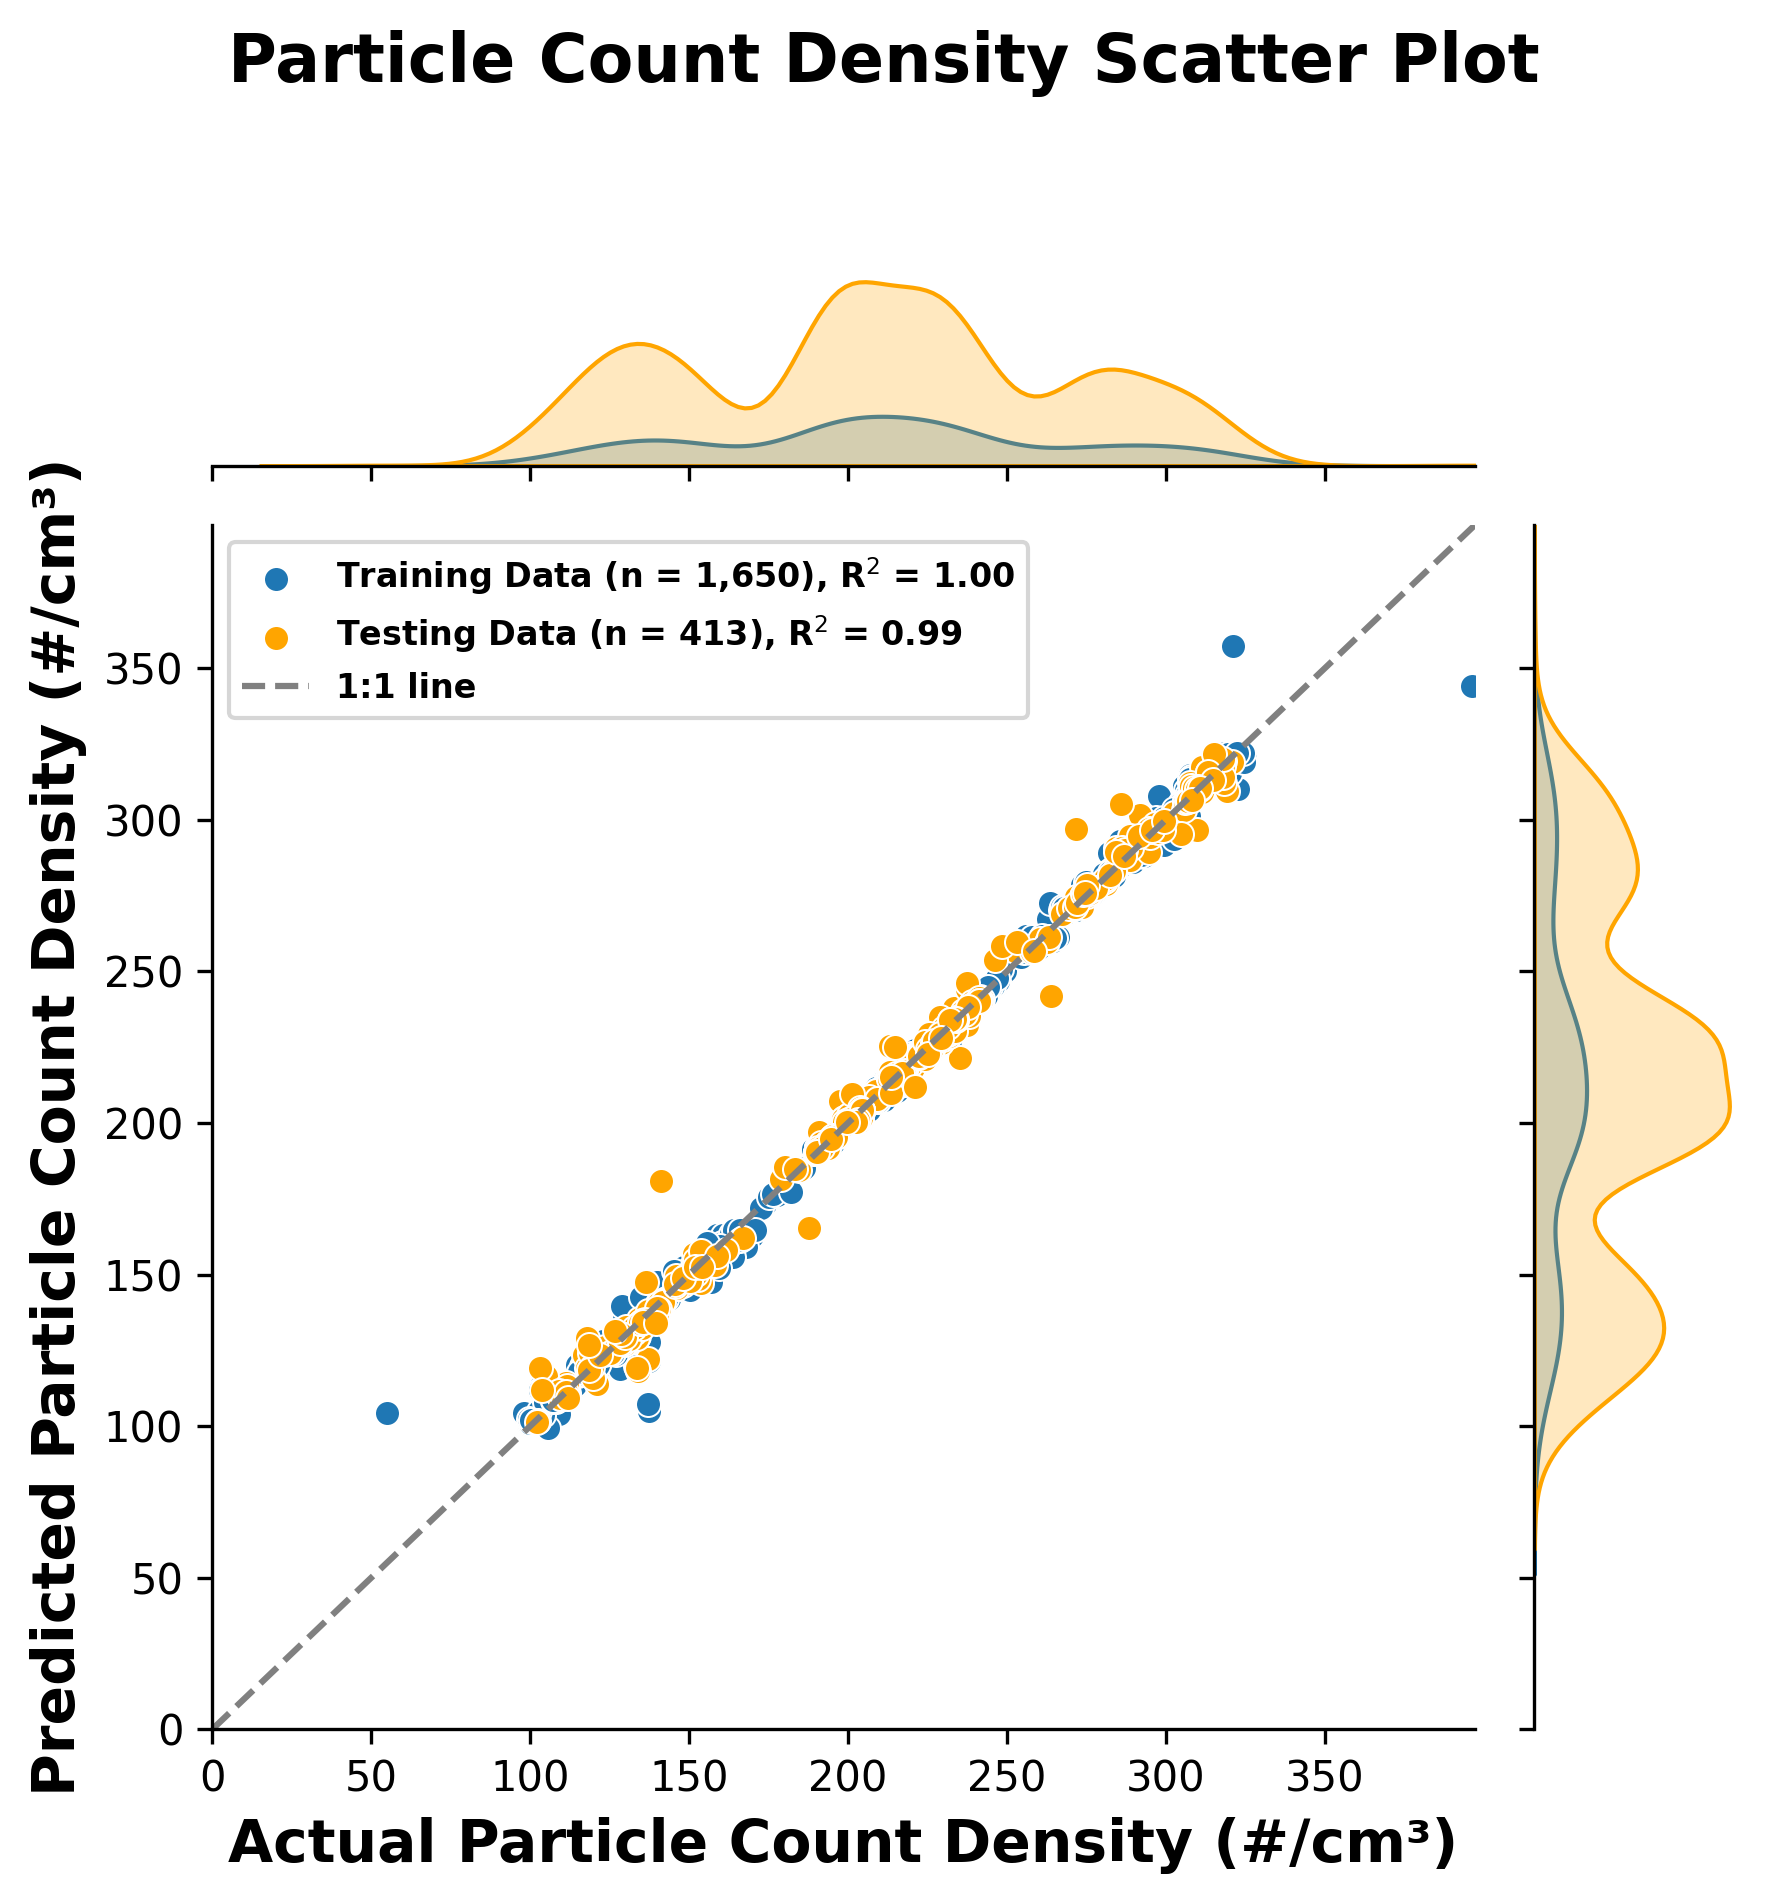 Particle Count Density Scatter Plot
Training Data (n = 1,650), R² = 1.00
Testing Data (n = 413), R² = 0.99
1:1 line
Predicted Particle Count Density (#/cm³)
350
300
250
200
150
100
50
0
0 50 100 150 200 250 300 350
Actual Particle Count Density (#/cm³)